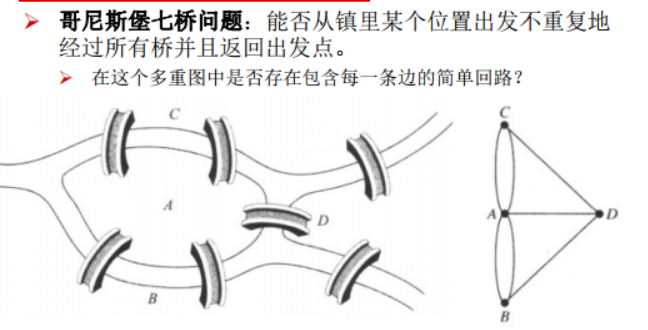 哥尼斯堡七桥问题：能否从镇里某个位置出发不重复地
经过所有桥并且返回出发点。
在这个多重图中是否存在包含每一条边的简单回路？
C
A
D
B
C
A
D
B